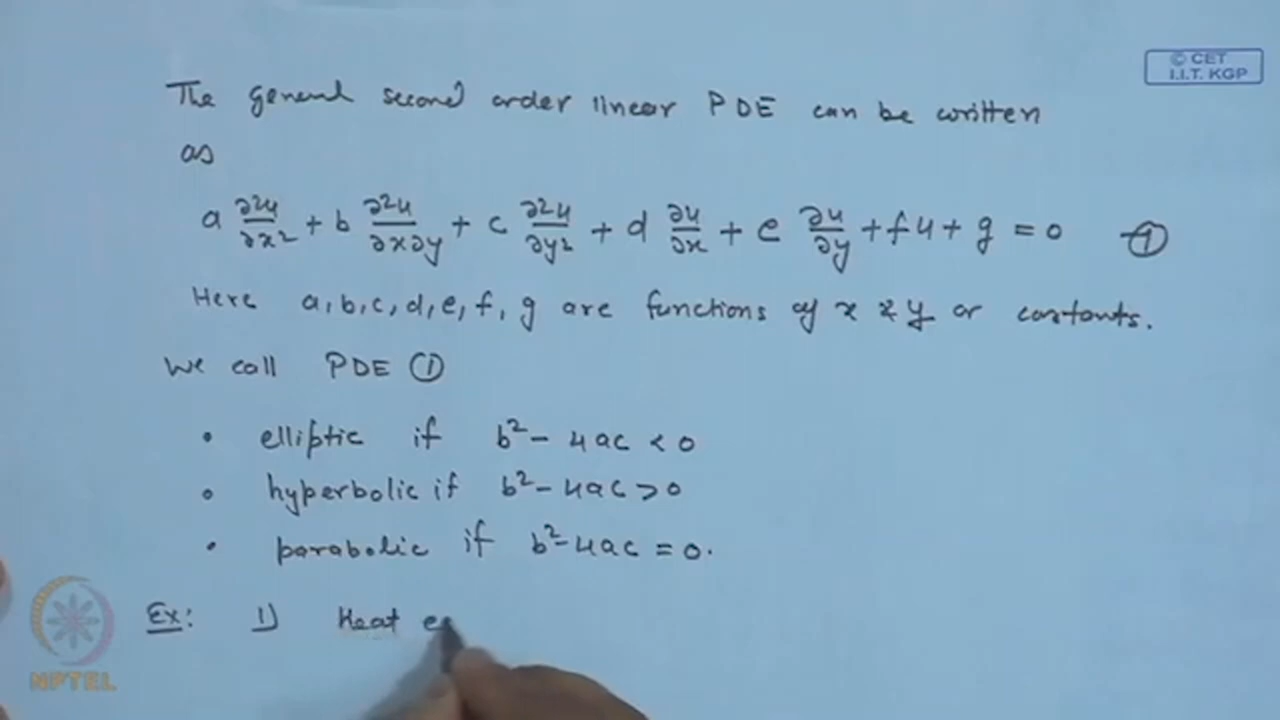 © CET
I.I.T. KGP
The general second order linear PDE can be written
as
a ∂²u/∂x² + b ∂²u/∂x∂y + c ∂²u/∂y² + d ∂u/∂x + e ∂u/∂y + fu + g = 0 —①
Here a, b, c, d, e, f, g are functions of x & y or constants.
We call PDE ①
• elliptic if b² - 4ac < 0
• hyperbolic if b² - 4ac > 0
• parabolic if b² - 4ac = 0.
Ex: 1) Heat e
NPTEL